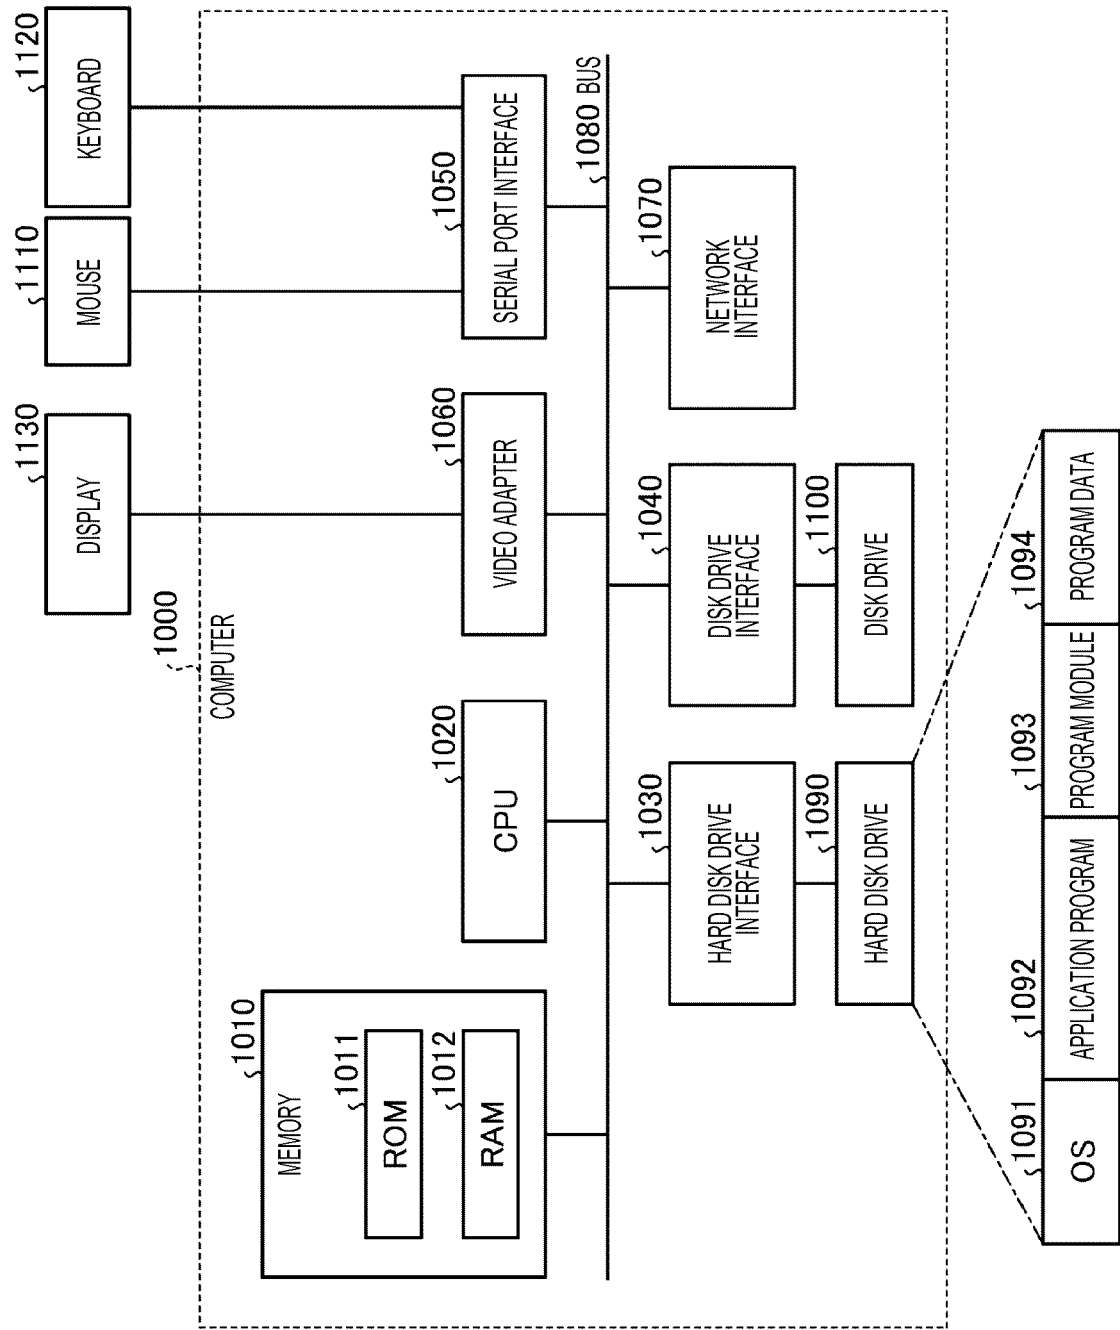 1000
COMPUTER
1010
MEMORY
1011
ROM
1012
RAM
1020
CPU
1130
DISPLAY
1060
VIDEO ADAPTER
1110
MOUSE
1120
KEYBOARD
1050
SERIAL PORT INTERFACE
1080 BUS
1030
HARD DISK DRIVE
INTERFACE
1090
HARD DISK DRIVE
1040
DISK DRIVE
INTERFACE
1100
DISK DRIVE
1070
NETWORK
INTERFACE
1091
OS
1092
APPLICATION PROGRAM
1093
PROGRAM MODULE
1094
PROGRAM DATA